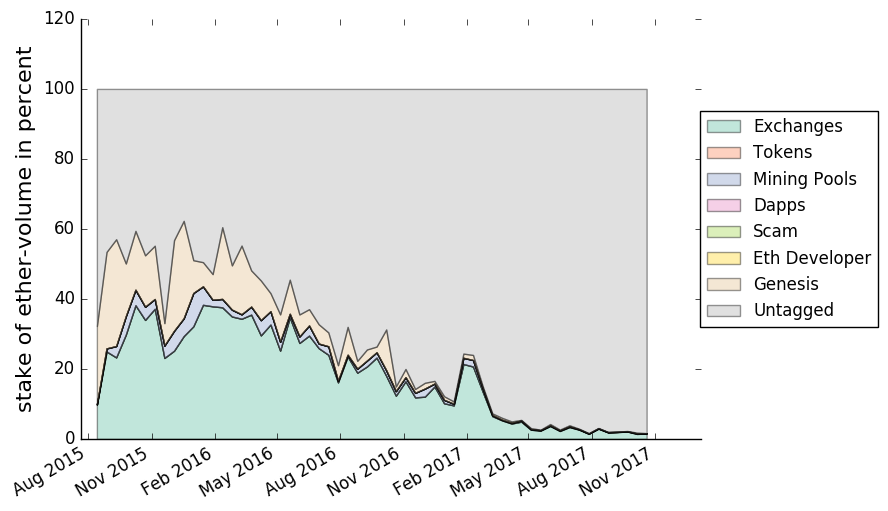 stake of ether-volume in percent
120
100
80
60
40
20
0
Aug 2015
Nov 2015
Feb 2016
May 2016
Aug 2016
Nov 2016
Feb 2017
May 2017
Aug 2017
Nov 2017
Exchanges
Tokens
Mining Pools
Dapps
Scam
Eth Developer
Genesis
Untagged